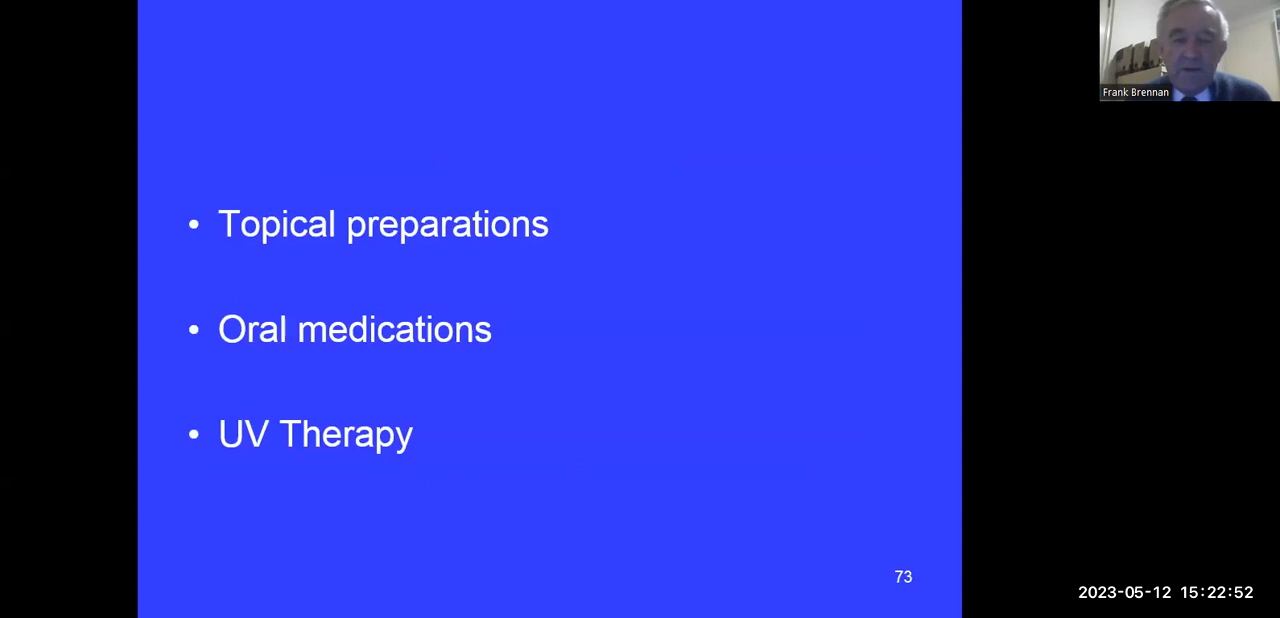 Frank Brennan
• Topical preparations
• Oral medications
• UV Therapy
73
2023-05-12 15:22:52